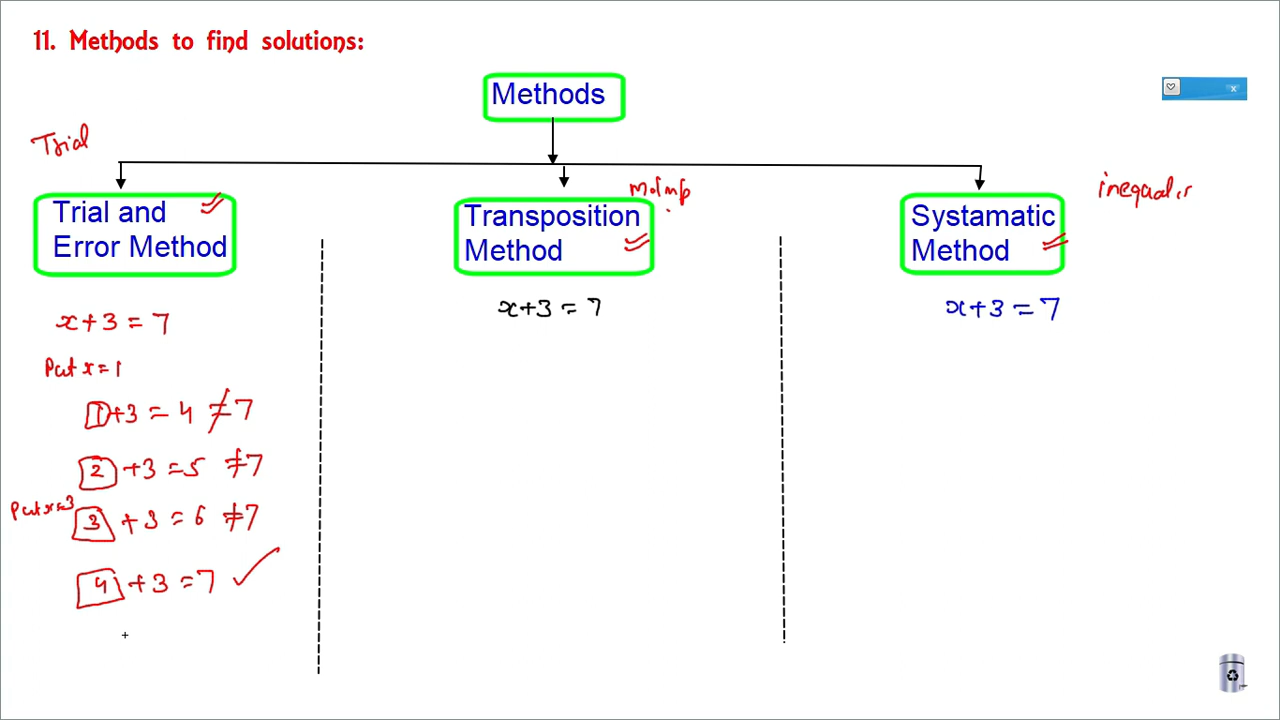 11. Methods to find solutions:
Methods
Trial
Trial and
Error Method
Transposition
Method
Systamatic
Method
x+3 = 7
Put x = 1
1+3 = 4 ≠7
2 +3 =5 ≠7
Put x=3
3 +3 = 6 ≠7
4 +3 =7 ✓
x+3 = 7
x+3 = 7